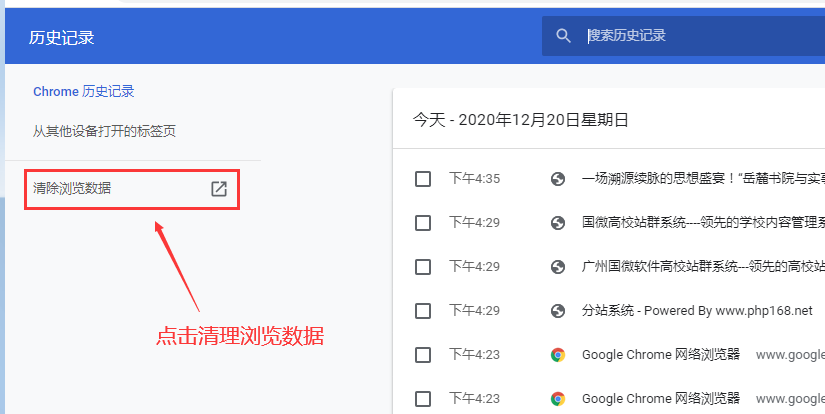 历史记录
搜索历史记录
Chrome 历史记录
从其他设备打开的标签页
清除浏览数据
点击清理浏览数据
今天 - 2020年12月20日星期日
下午4:35 一场溯源续脉的思想盛宴！“岳麓书院与实
下午4:29 国微高校站群系统----领先的学校内容管理系
下午4:29 广州国微软件高校站群系统---领先的高校站
下午4:29 分站系统 - Powered By www.php168.net
下午4:23 Google Chrome 网络浏览器 www.google
下午4:23 Google Chrome 网络浏览器 www.google